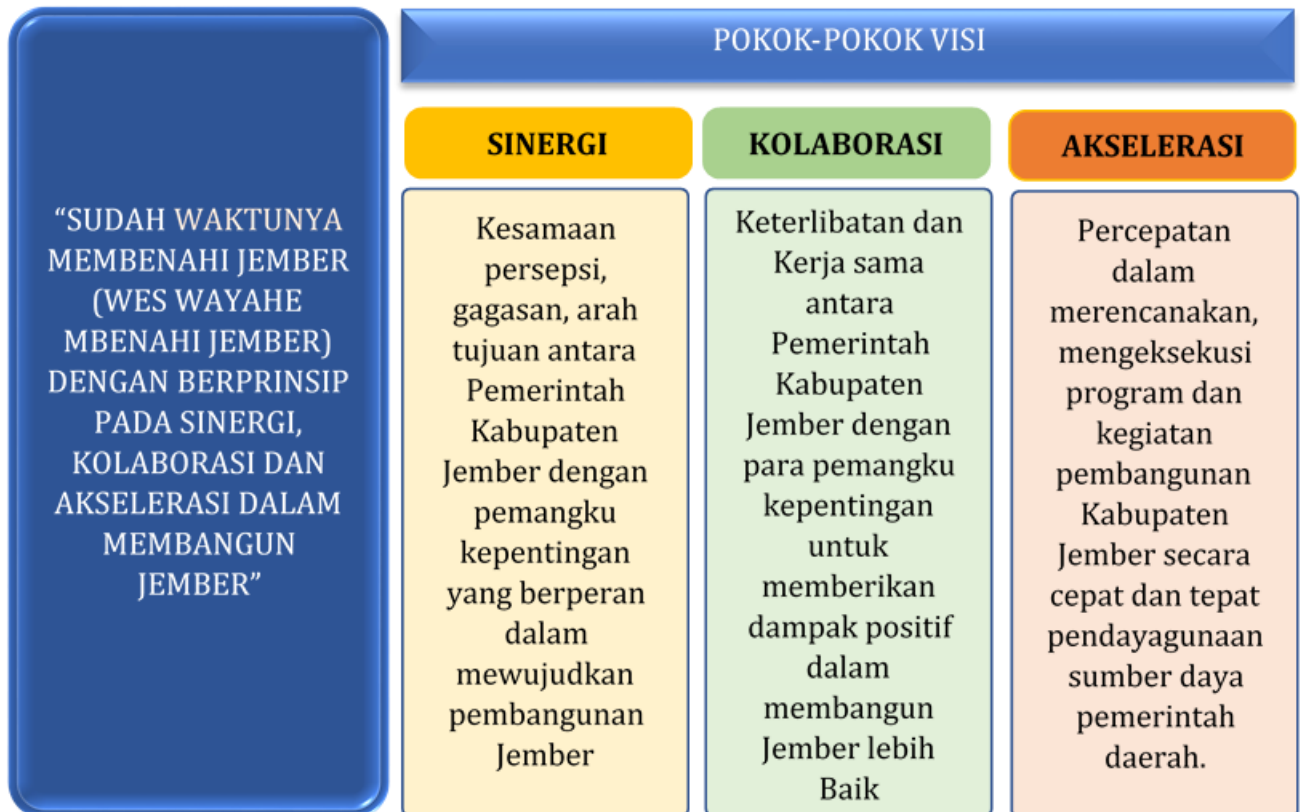 “SUDAH WAKTUNYA
MEMBENAHI JEMBER
(WES WAYAHE
MBENAHI JEMBER)
DENGAN BERPRINSIP
PADA SINERGI,
KOLABORASI DAN
AKSELERASI DALAM
MEMBANGUN
JEMBER”
POKOK-POKOK VISI
SINERGI
Kesamaan
persepsi,
gagasan, arah
tujuan antara
Pemerintah
Kabupaten
Jember dengan
pemangku
kepentingan
yang berperan
dalam
mewujudkan
pembangunan
Jember
KOLABORASI
Keterlibatan dan
Kerja sama
antara
Pemerintah
Kabupaten
Jember dengan
para pemangku
kepentingan
untuk
memberikan
dampak positif
dalam
membangun
Jember lebih
Baik
AKSELERASI
Percepatan
dalam
merencanakan,
mengeksekusi
program dan
kegiatan
pembangunan
Kabupaten
Jember secara
cepat dan tepat
pendayagunaan
sumber daya
pemerintah
daerah.